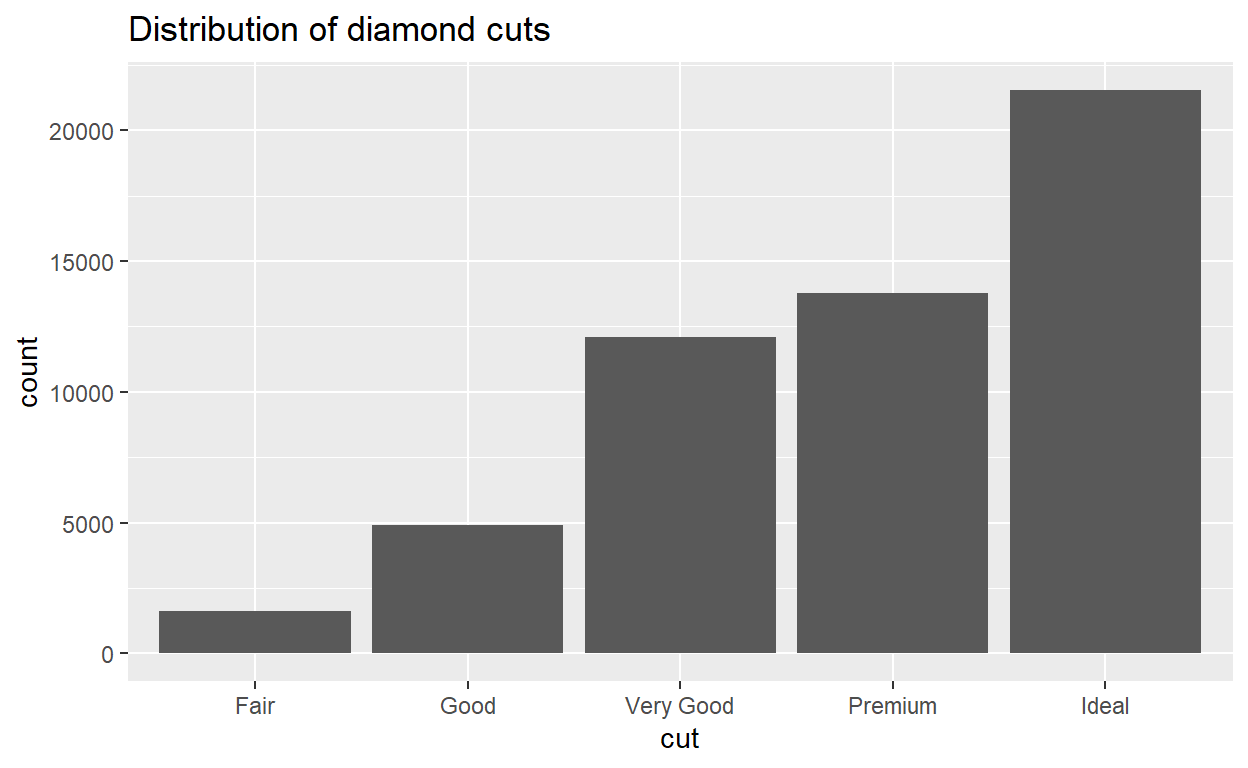 Distribution of diamond cuts
20000
15000
10000
5000
0
count
Fair Good Very Good Premium Ideal
cut